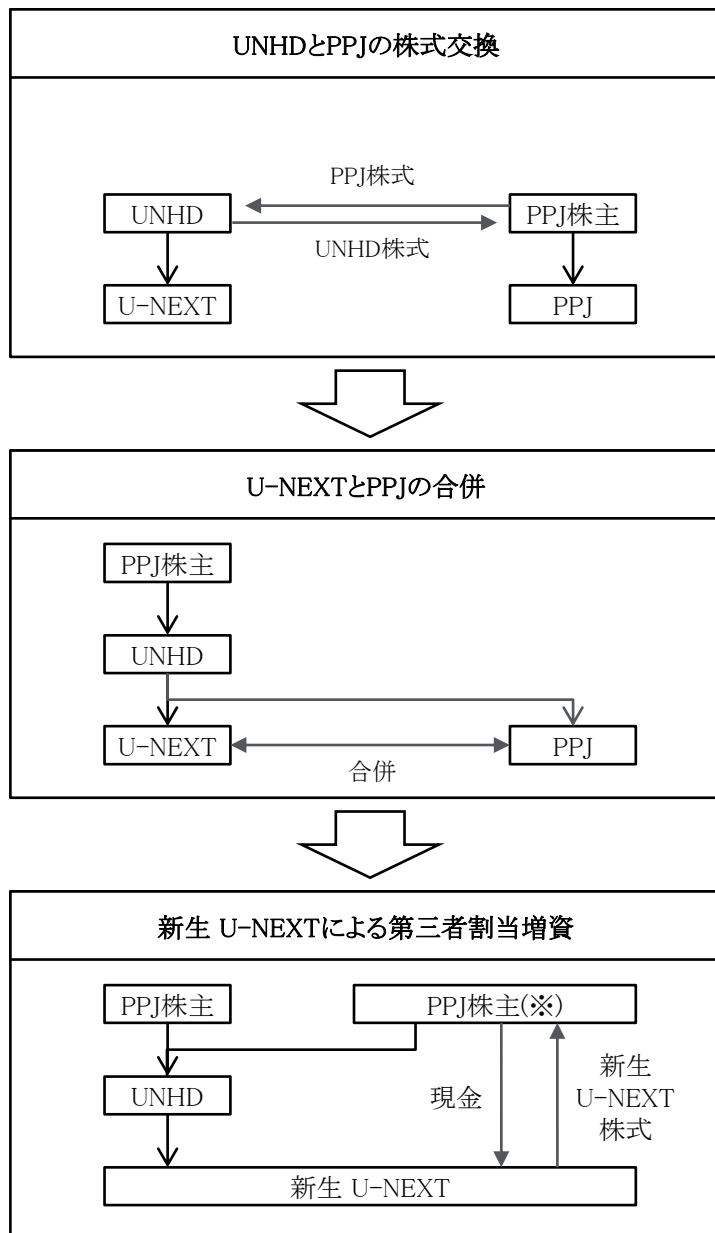 UNHDとPPJの株式交換
PPJ株式
UNHD
PPJ株主
UNHD株式
U-NEXT
PPJ
U-NEXTとPPJの合併
PPJ株主
UNHD
U-NEXT
PPJ
合併
新生 U-NEXTによる第三者割当増資
PPJ株主
PPJ株主(※)
UNHD
現金
新生
U-NEXT
株式
新生 U-NEXT